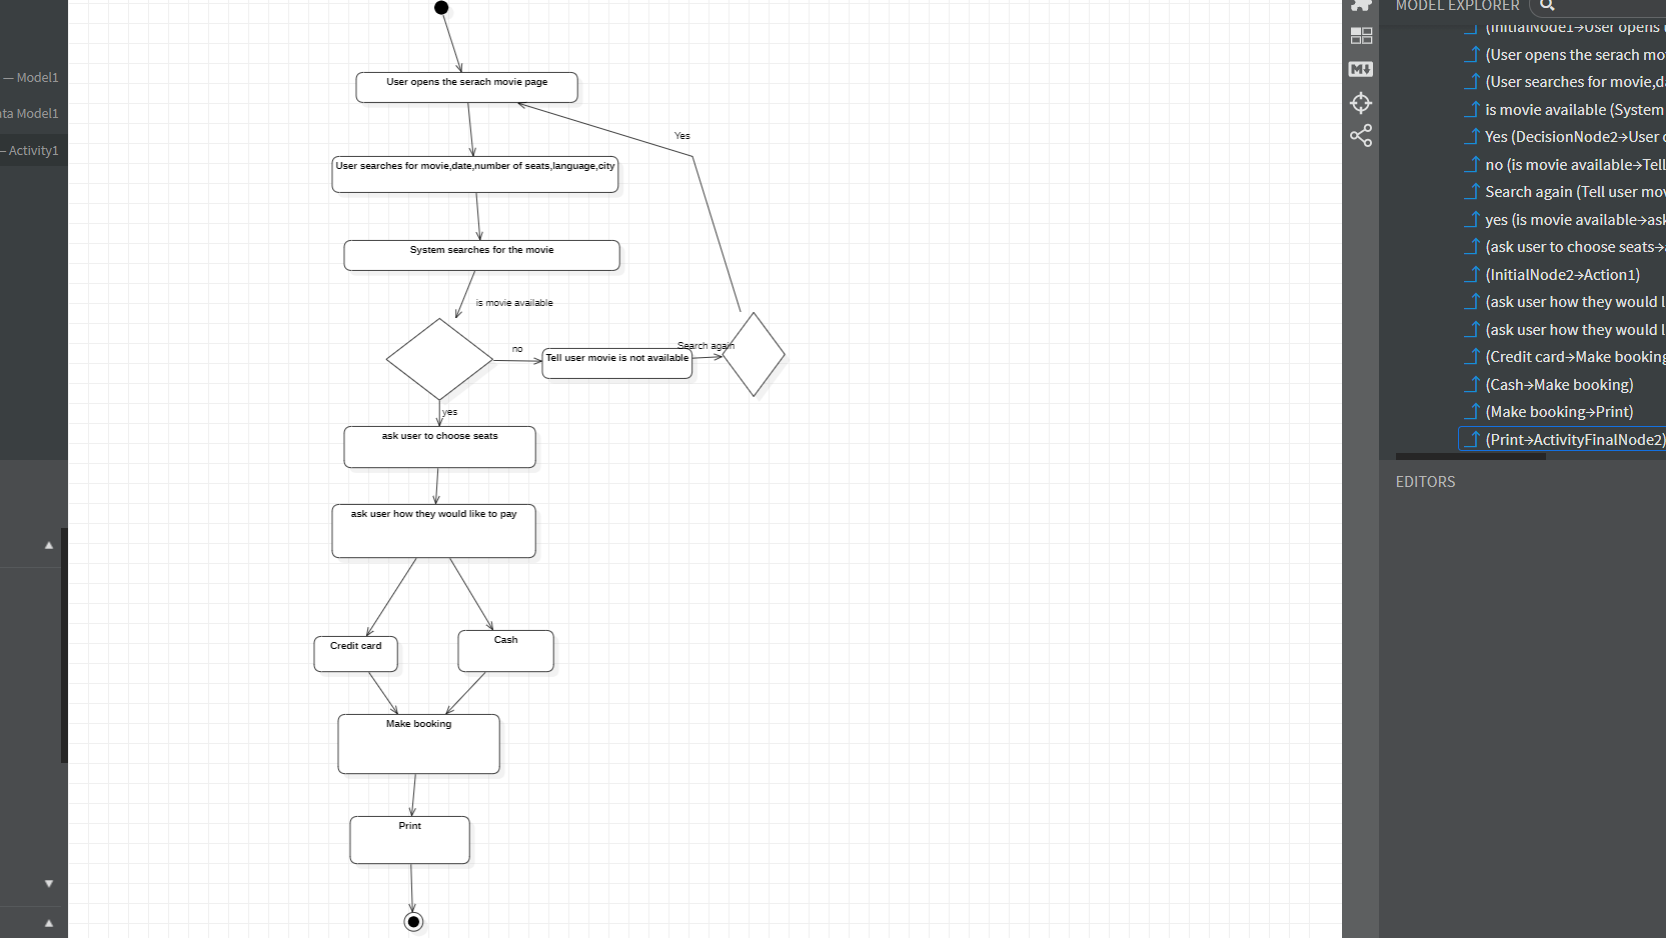 — Model1
ata Model1
— Activity1
User opens the serach movie page
Yes
User searches for movie,date,number of seats,language,city
System searches for the movie
is movie available
no
Search again
Tell user movie is not available
yes
ask user to choose seats
ask user how they would like to pay
Credit card
Cash
Make booking
Print
MODEL EXPLORER
(InitialNode1→User opens t
(User opens the serach mo
(User searches for movie,da
is movie available (System
Yes (DecisionNode2→User o
no (is movie available→Tell
Search again (Tell user mov
yes (is movie available→ask
(ask user to choose seats→
(InitialNode2→Action1)
(ask user how they would l
(ask user how they would l
(Credit card→Make booking
(Cash→Make booking)
(Make booking→Print)
(Print→ActivityFinalNode2)
EDITORS
M